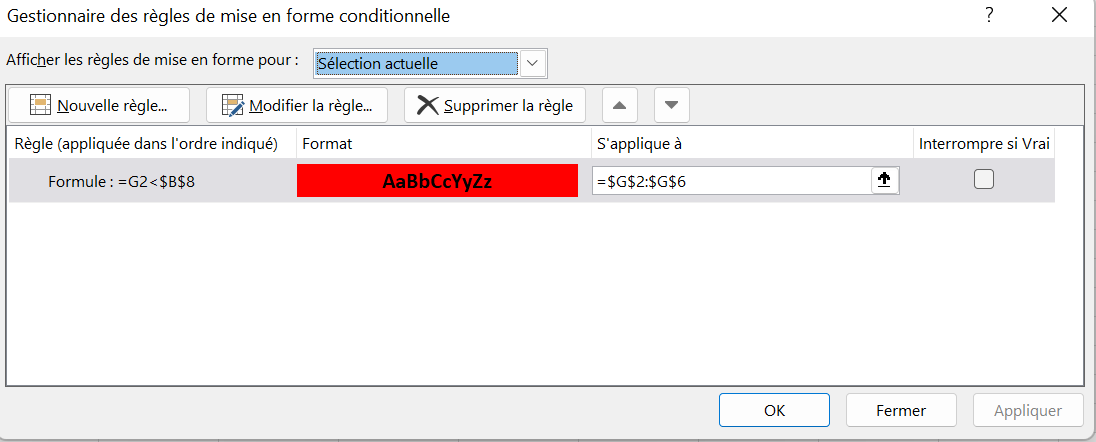 Gestionnaire des règles de mise en forme conditionnelle ?
Afficher les règles de mise en forme pour : Sélection actuelle
Nouvelle règle... Modifier la règle... Supprimer la règle
Règle (appliquée dans l'ordre indiqué) Format S'applique à Interrompre si Vrai
Formule : =G2<$B$8 AaBbCcYyZz =$G$2:$G$6
OK Fermer Appliquer